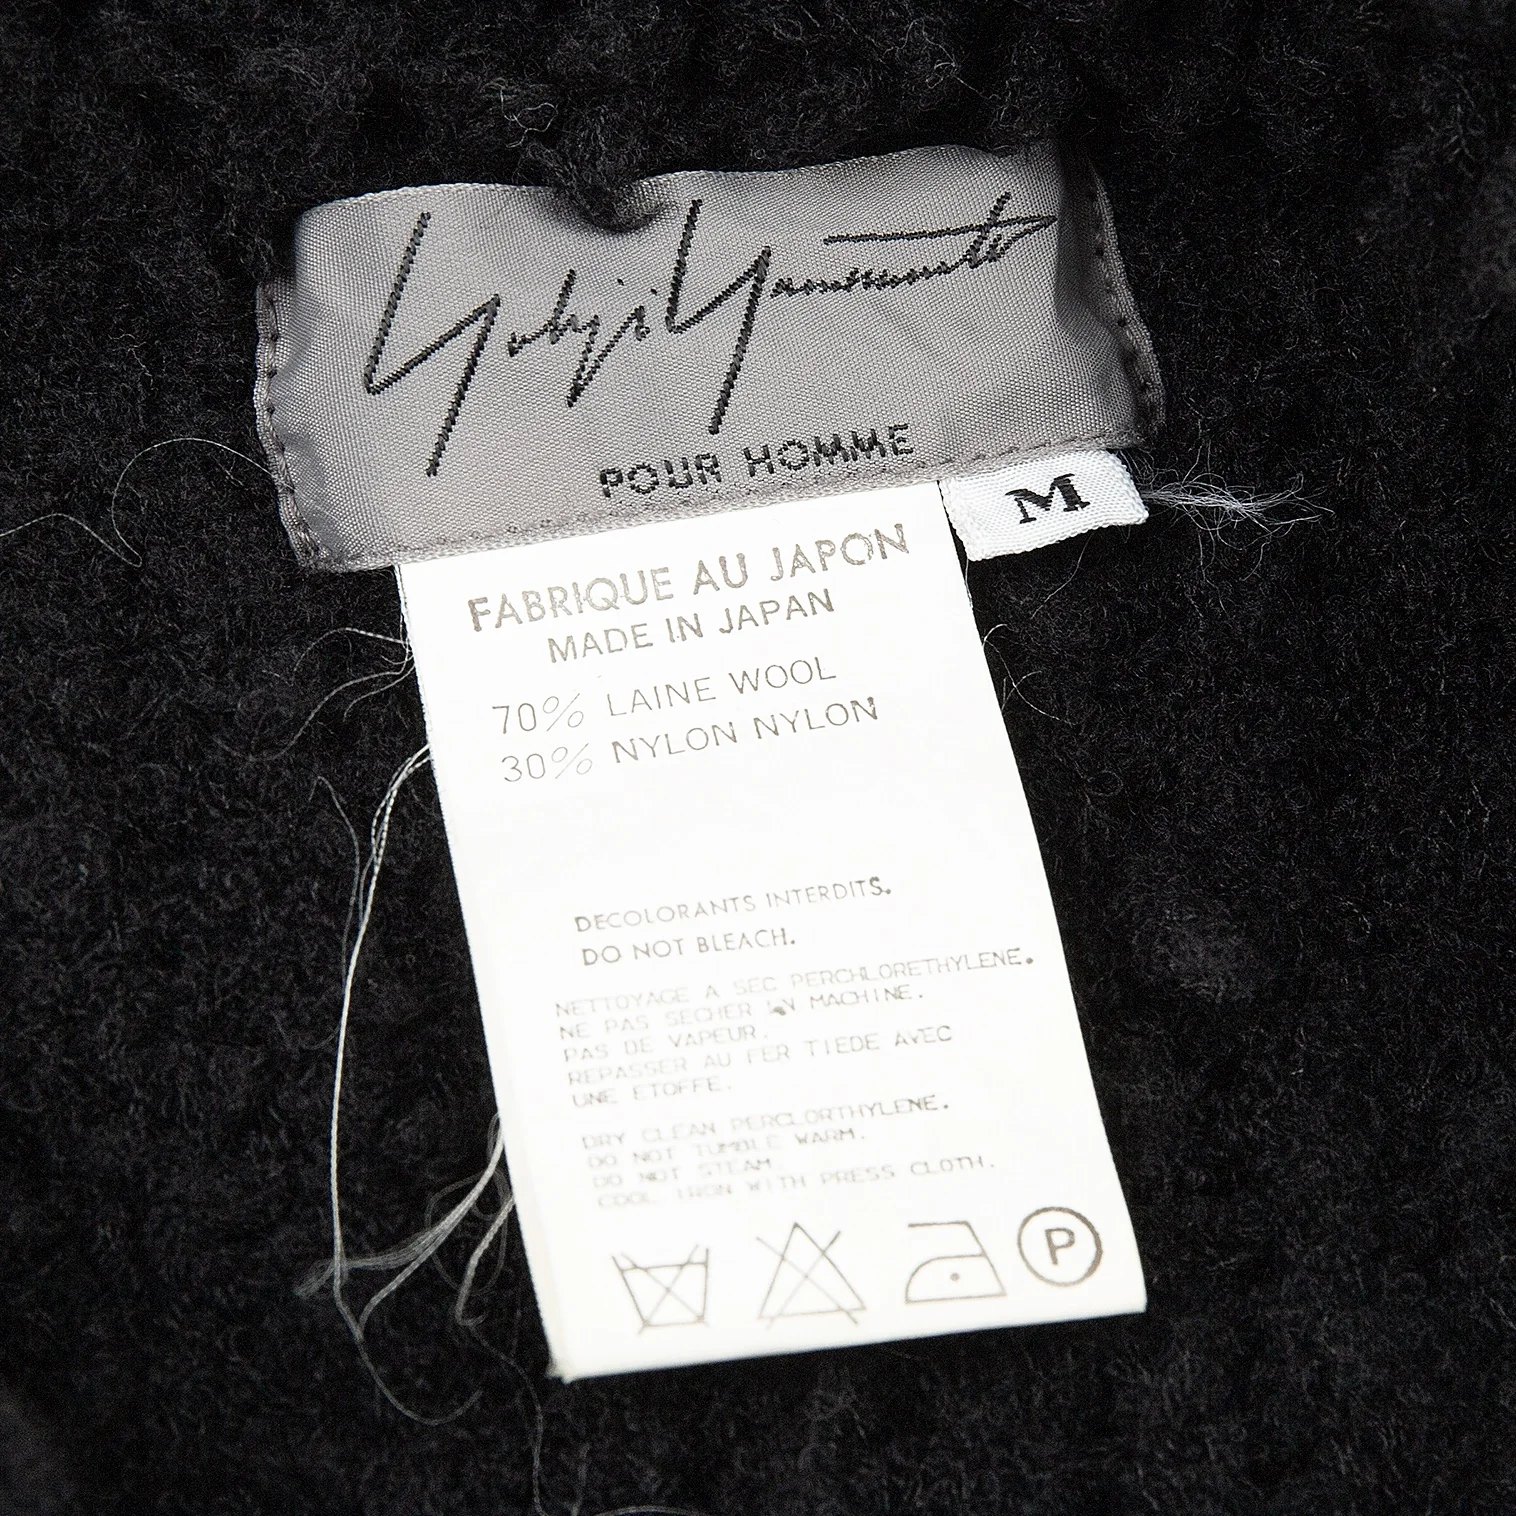 Yohji Yamamoto
POUR HOMME
M
FABRIQUE AU JAPON
MADE IN JAPAN
70% LAINE WOOL
30% NYLON NYLON
DECOLORANTS INTERDITS.
DO NOT BLEACH.
NETTOYAGE A SEC PERCHLORETHYLENE.
NE PAS SECHER EN MACHINE.
PAS DE VAPEUR.
REPASSER AU FER TIEDE AVEC
UNE ETOFFE.
DRY CLEAN PERCLORTHYLENE.
DO NOT TUMBLE WARM.
DO NOT STEAM.
COOL IRON WITH PRESS CLOTH.
P